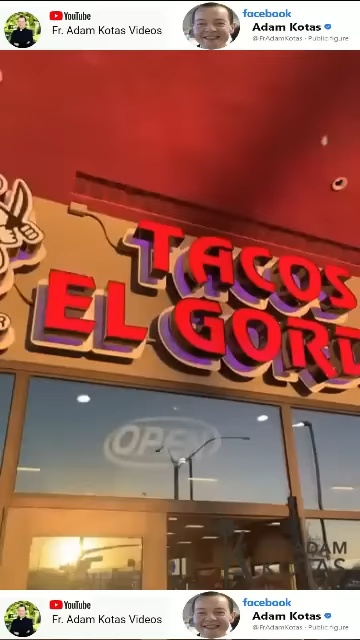 YouTube
Fr. Adam Kotas Videos
facebook
Adam Kotas
@FrAdamKotas · Public figure
TACOS
EL GORD
OPEN
ADAM
AS
YouTube
Fr. Adam Kotas Videos
facebook
Adam Kotas
@FrAdamKotas · Public figure